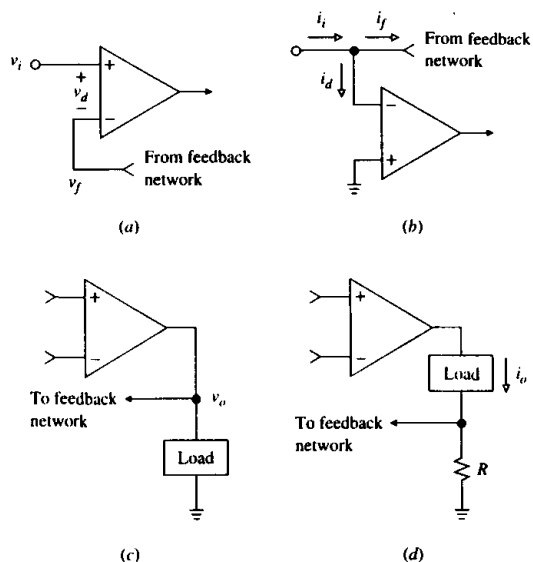 v_i
+
v_d
−
+
−
v_f
From feedback
network
(a)
i_i
i_f
From feedback
network
i_d
−
+
(b)
+
−
To feedback
network
v_o
Load
(c)
+
−
Load
i_o
To feedback
network
R
(d)